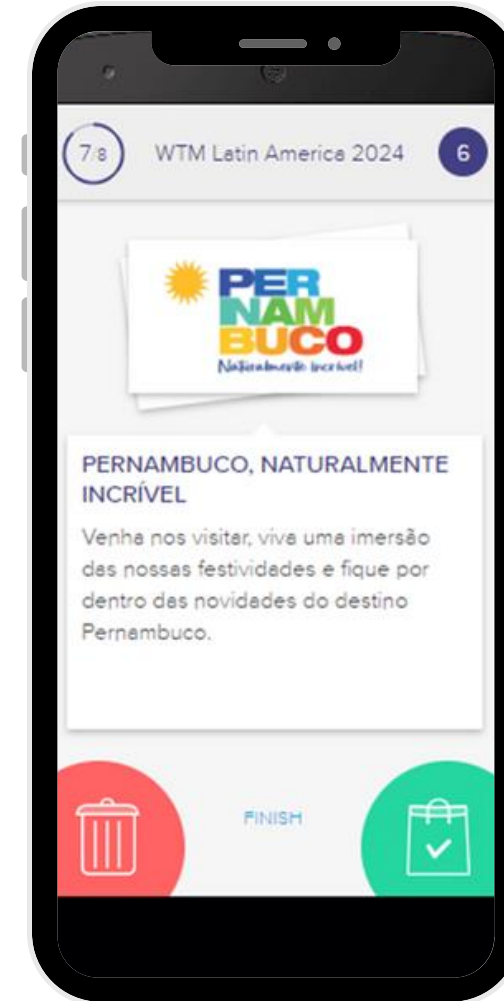 7/8
WTM Latin America 2024
6
PER
NAM
BUCO
Naturalmente incrível!
PERNAMBUCO, NATURALMENTE
INCRÍVEL
Venha nos visitar, viva uma imersão
das nossas festividades e fique por
dentro das novidades do destino
Pernambuco.
FINISH